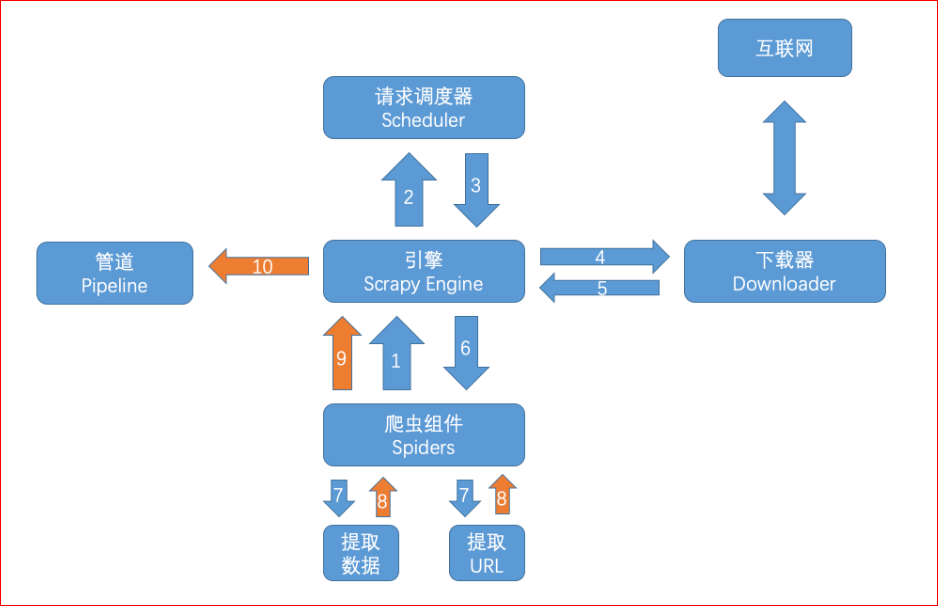 互联网
请求调度器
Scheduler
2
3
管道
Pipeline
10
引擎
Scrapy Engine
4
5
下载器
Downloader
9
1
6
爬虫组件
Spiders
7
8
7
8
提取
数据
提取
URL